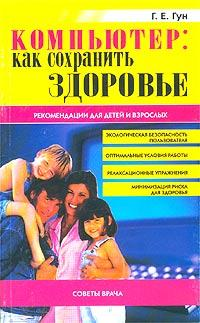 Г. Е. Гун
КОМПЬЮТЕР:
как сохранить
ЗДОРОВЬЕ
РЕКОМЕНДАЦИИ ДЛЯ ДЕТЕЙ И ВЗРОСЛЫХ
ЭКОЛОГИЧЕСКАЯ БЕЗОПАСНОСТЬ
ПОЛЬЗОВАТЕЛЯ
ОПТИМАЛЬНЫЕ УСЛОВИЯ РАБОТЫ
РЕЛАКСАЦИОННЫЕ УПРАЖНЕНИЯ
МИНИМИЗАЦИЯ РИСКА
ДЛЯ ЗДОРОВЬЯ
СОВЕТЫ ВРАЧА